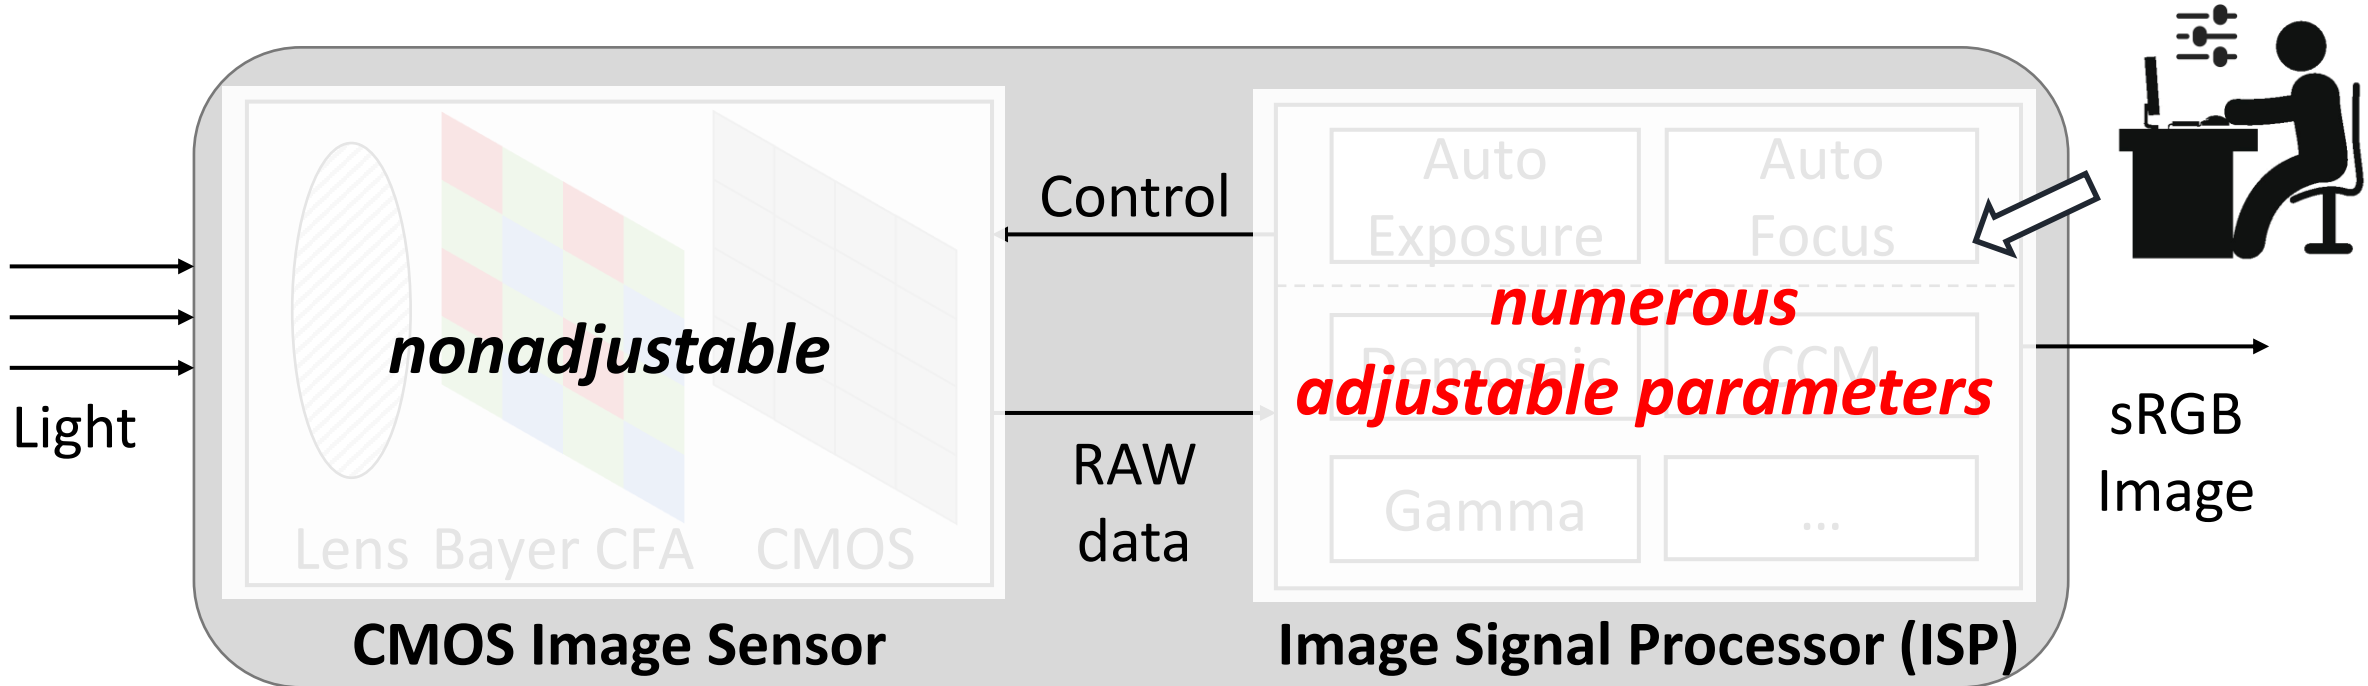 Light
nonadjustable
Lens
Bayer CFA
CMOS
CMOS Image Sensor
Control
RAW
data
Auto
Exposure
Auto
Focus
numerous
adjustable parameters
Demosaic
CCM
Gamma
...
Image Signal Processor (ISP)
sRGB
Image